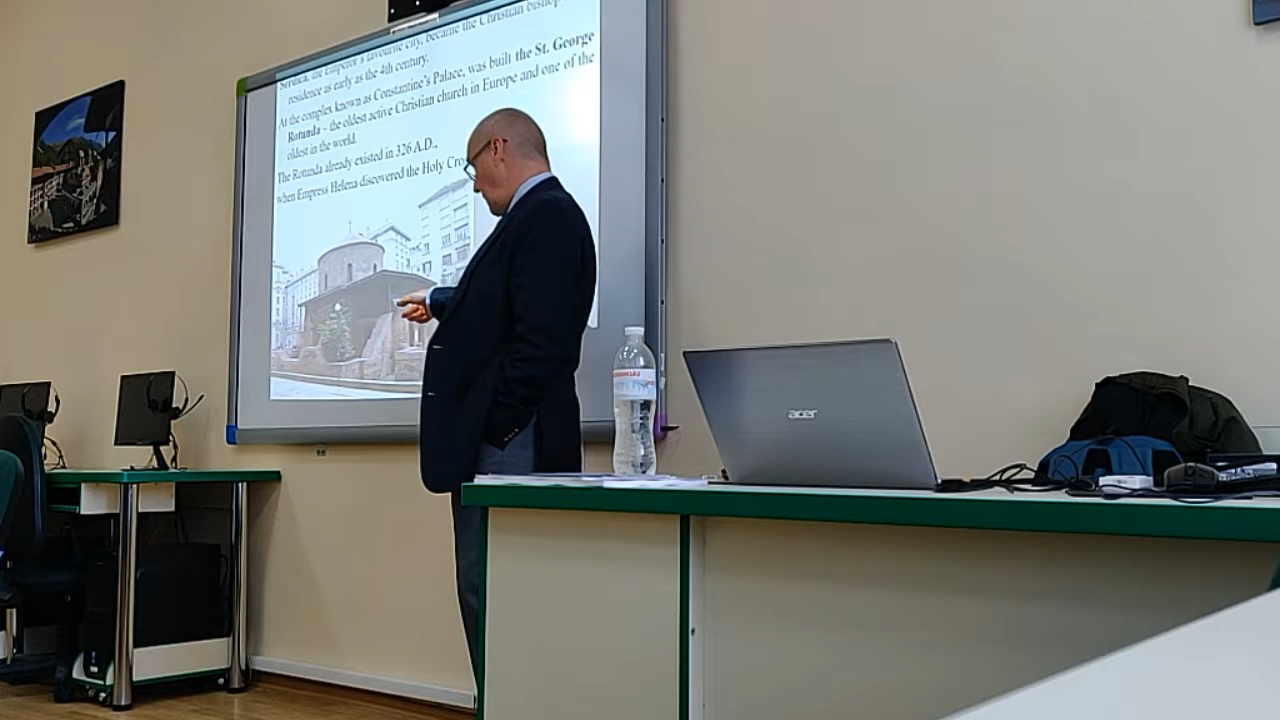 Serdica, the Emperor's favourite city, became the Christian bishop
residence as early as the 4th century.
At the complex known as Constantine's Palace, was built the St. George
Rotunda – the oldest active Christian church in Europe and one of the
oldest in the world.
The Rotunda already existed in 326 A.D.,
when Empress Helena discovered the Holy Cro
acer